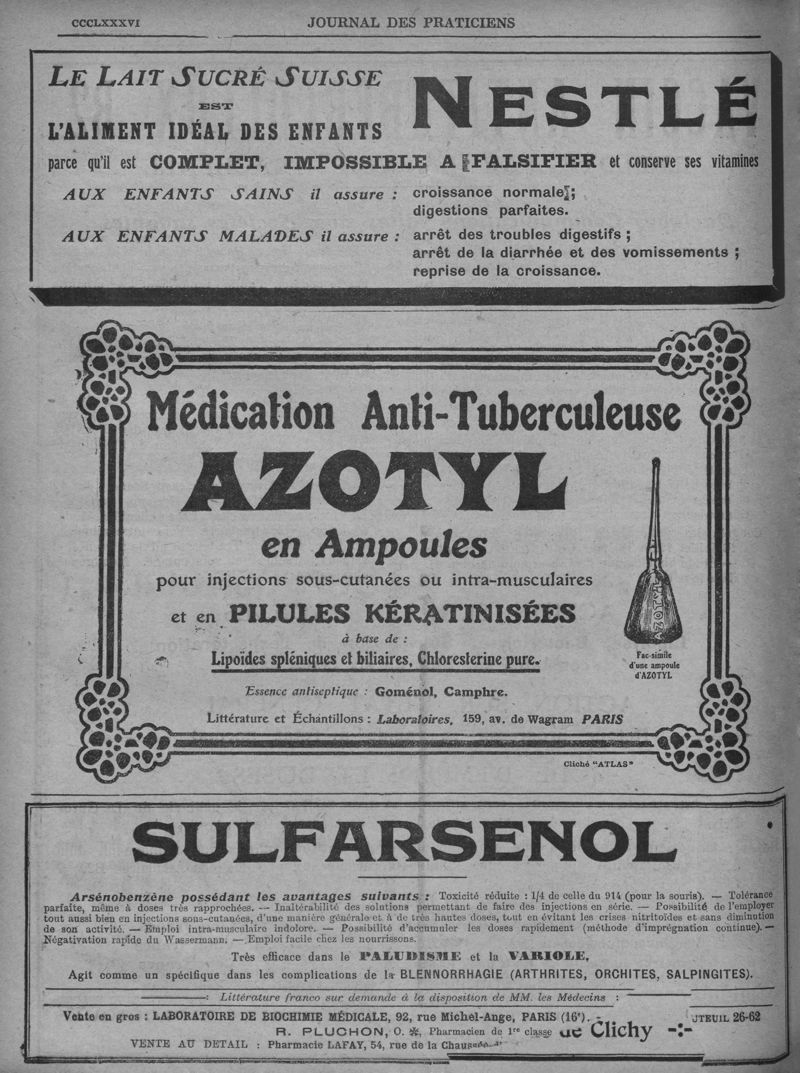 CCCLXXXVI
JOURNAL DES PRATICIENS
LE LAIT SUCRÉ SUISSE
EST
L'ALIMENT IDÉAL DES ENFANTS
NESTLÉ
parce qu'il est COMPLET, IMPOSSIBLE A FALSIFIER et conserve ses vitamines
AUX ENFANTS SAINS il assure : croissance normale ;
digestions parfaites.
AUX ENFANTS MALADES il assure : arrêt des troubles digestifs ;
arrêt de la diarrhée et des vomissements ;
reprise de la croissance.
Médication Anti-Tuberculeuse
AZOTYL
en Ampoules
pour injections sous-cutanées ou intra-musculaires
et en PILULES KÉRATINISÉES
à base de :
Lipoïdes spléniques et biliaires, Chloresterine pure.
Essence antiseptique : Goménol, Camphre.
Littérature et Échantillons : Laboratoires, 159, av. de Wagram PARIS
AZOTYL
Fac-simile
d'une ampoule
d'AZOTYL
Cliché "ATLAS"
SULFARSENOL
Arsénobenzène possédant les avantages suivants : Toxicité réduite : 1/4 de celle du 914 (pour la souris). — Tolérance
parfaite, même à doses très rapprochées. — Inaltérabilité des solutions permettant de faire des injections en série. — Possibilité de l'employer
tout aussi bien en injections sous-cutanées, d'une manière générale et à de très hautes doses, tout en évitant les crises nitritoïdes et sans diminution
de son activité. — Emploi intra-musculaire indolore. — Possibilité d'accumuler les doses rapidement (méthode d'imprégnation continue). —
Négativation rapide du Wassermann. — Emploi facile chez les nourrissons.
Très efficace dans le PALUDISME et la VARIOLE,
Agit comme un spécifique dans les complications de la BLENNORRHAGIE (ARTHRITES, ORCHITES, SALPINGITES).
: Littérature franco sur demande à la disposition de MM. les Médecins :
Vente en gros : LABORATOIRE DE BIOCHIMIE MÉDICALE, 92, rue Michel-Ange, PARIS (16e). - UTEUIL 26-62
R. PLUCHON, O. ✻, Pharmacien de 1re classe de Clichy -:-
VENTE AU DETAIL : Pharmacie LAFAY, 54, rue de la